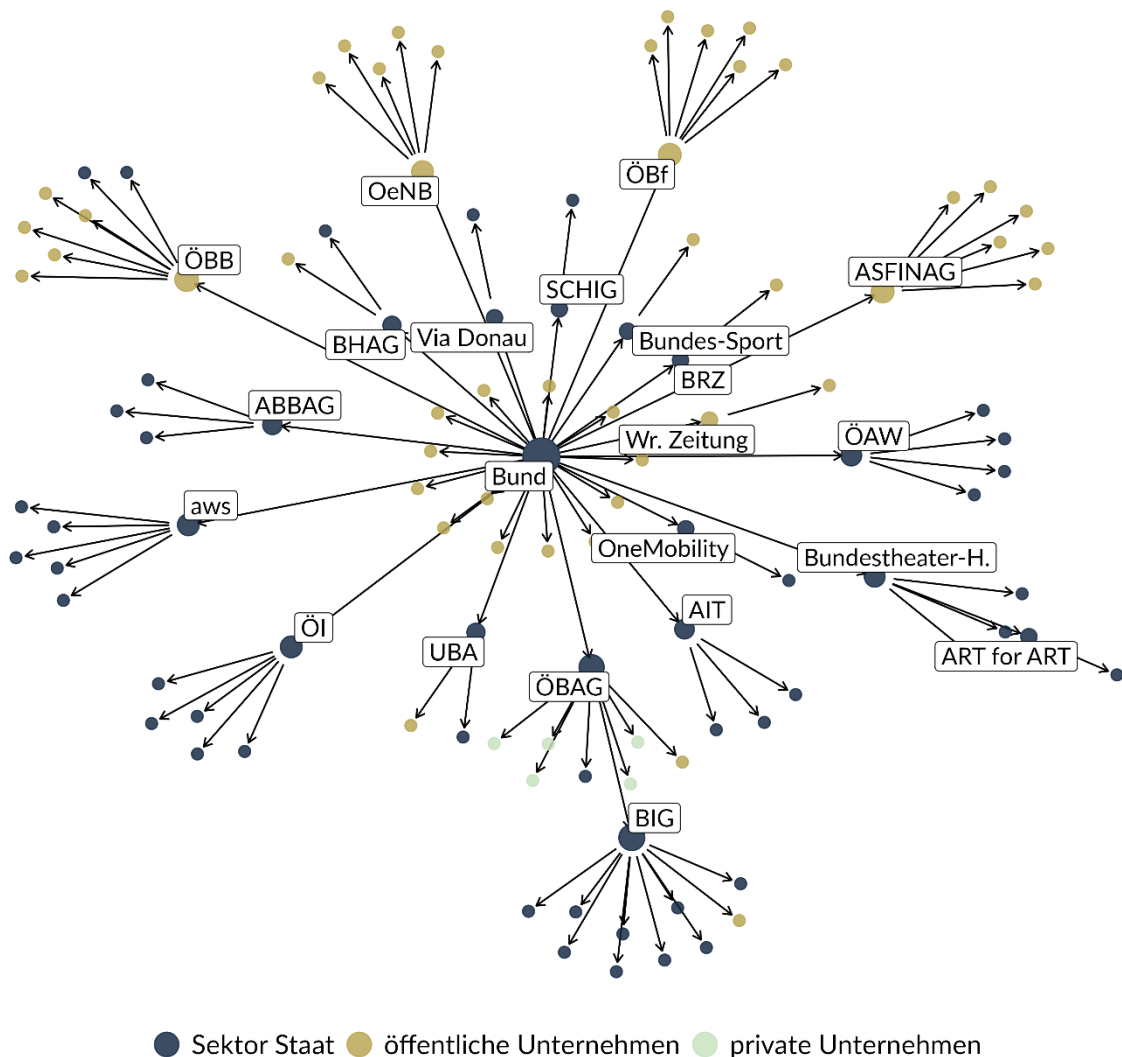 OeNB
ÖBf
ÖBB
ASFINAG
SCHIG
BHAG
Via Donau
Bundes-Sport
BRZ
ABBAG
Wr. Zeitung
ÖAW
Bund
aws
OneMobility
Bundestheater-H.
ÖI
AIT
UBA
ART for ART
ÖBAG
BIG
Sektor Staat
öffentliche Unternehmen
private Unternehmen